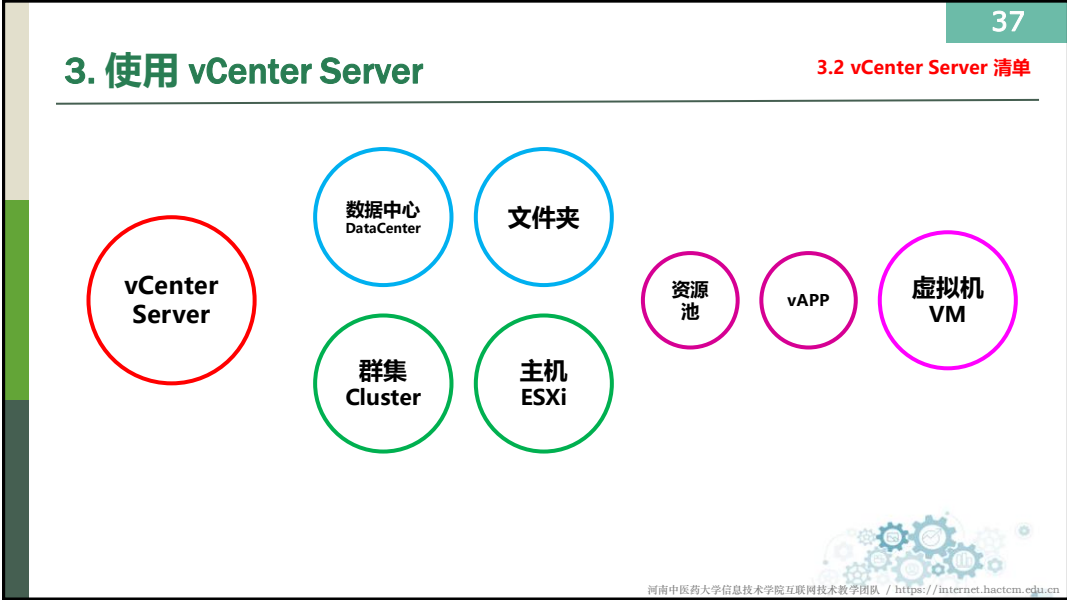 37
3. 使用 vCenter Server
3.2 vCenter Server 清单
vCenter
Server
数据中心
DataCenter
文件夹
群集
Cluster
主机
ESXi
资源
池
vAPP
虚拟机
VM
河南中医药大学信息技术学院互联网技术教学团队 / https://internet.hactcm.edu.cn